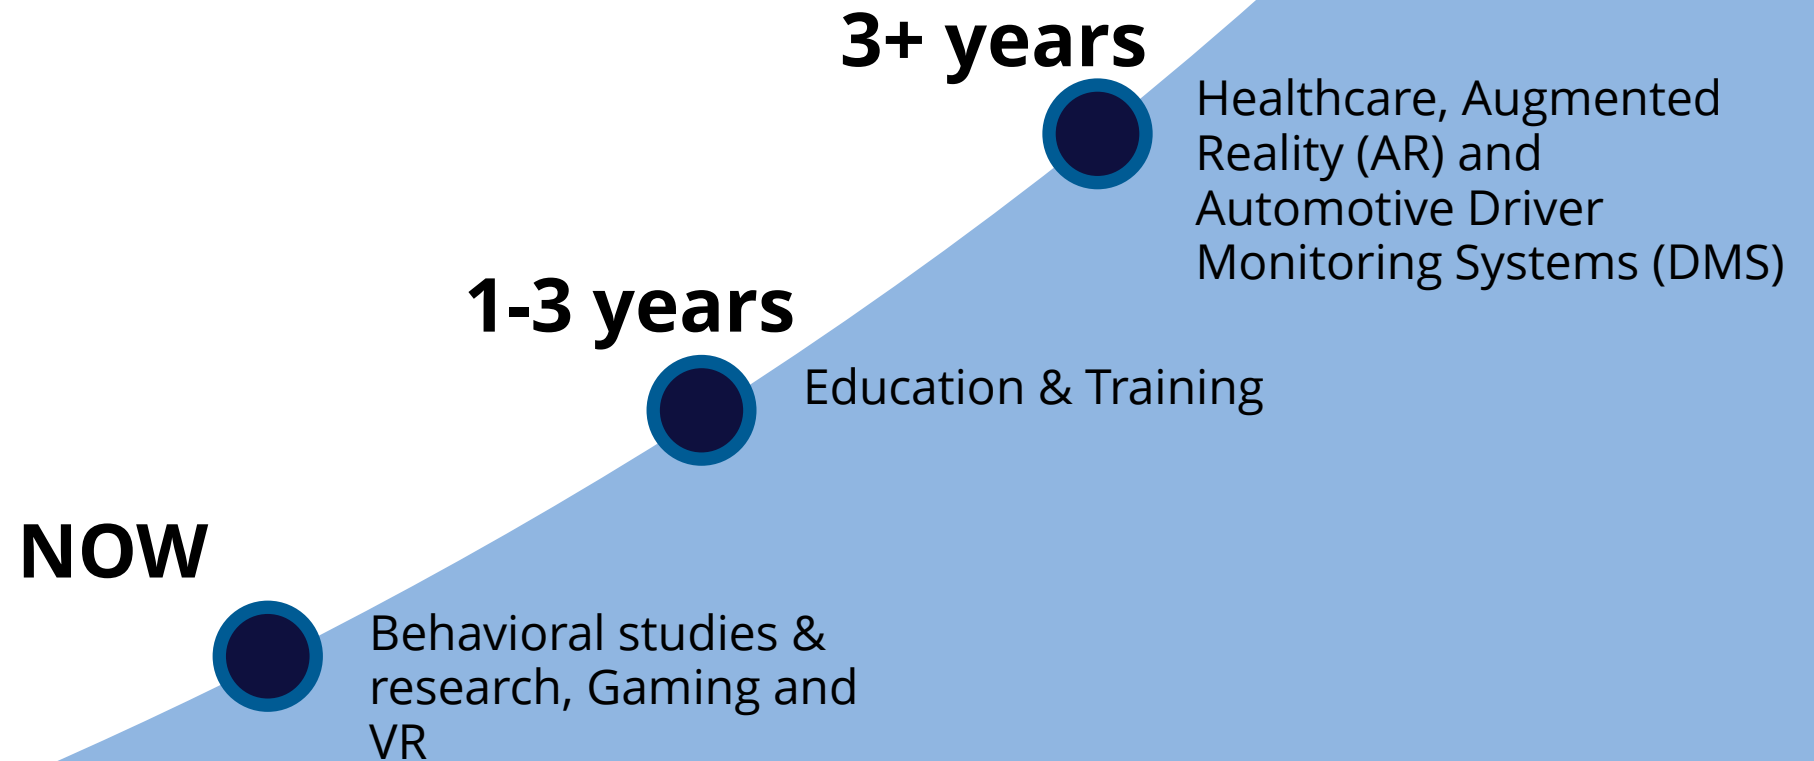 3+ years
Healthcare, Augmented
Reality (AR) and
Automotive Driver
Monitoring Systems (DMS)
1-3 years
Education & Training
NOW
Behavioral studies &
research, Gaming and
VR